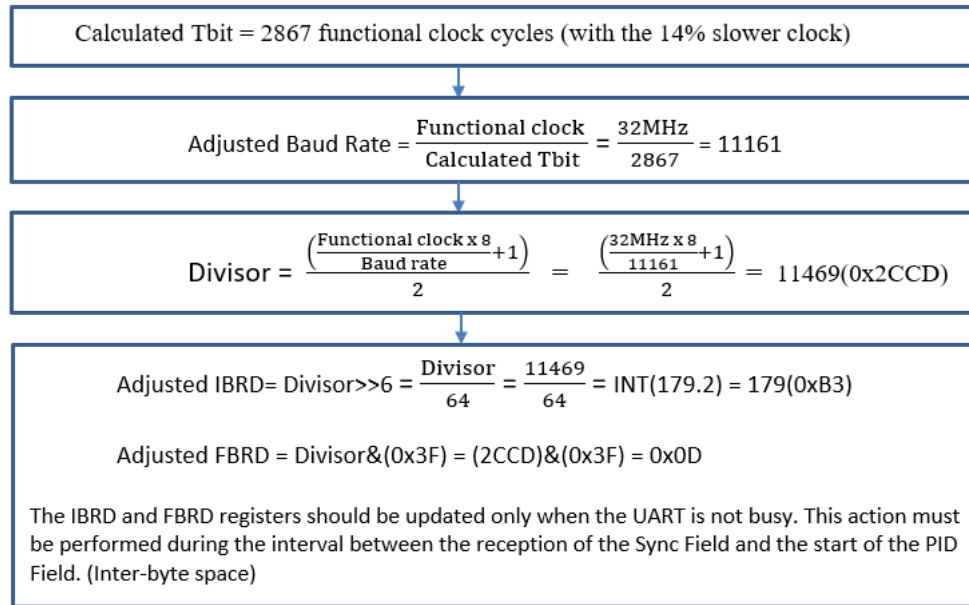 Calculated Tbit = 2867 functional clock cycles (with the 14% slower clock)
Adjusted Baud Rate = Functional clock / Calculated Tbit = 32MHz / 2867 = 11161
Divisor = ((Functional clock x 8 / Baud rate +1) / 2) = ((32MHz x 8 / 11161 +1) / 2) = 11469(0x2CCD)
Adjusted IBRD= Divisor>>6 = Divisor / 64 = 11469 / 64 = INT(179.2) = 179(0xB3)
Adjusted FBRD = Divisor&(0x3F) = (2CCD)&(0x3F) = 0x0D
The IBRD and FBRD registers should be updated only when the UART is not busy. This action must
be performed during the interval between the reception of the Sync Field and the start of the PID
Field. (Inter-byte space)